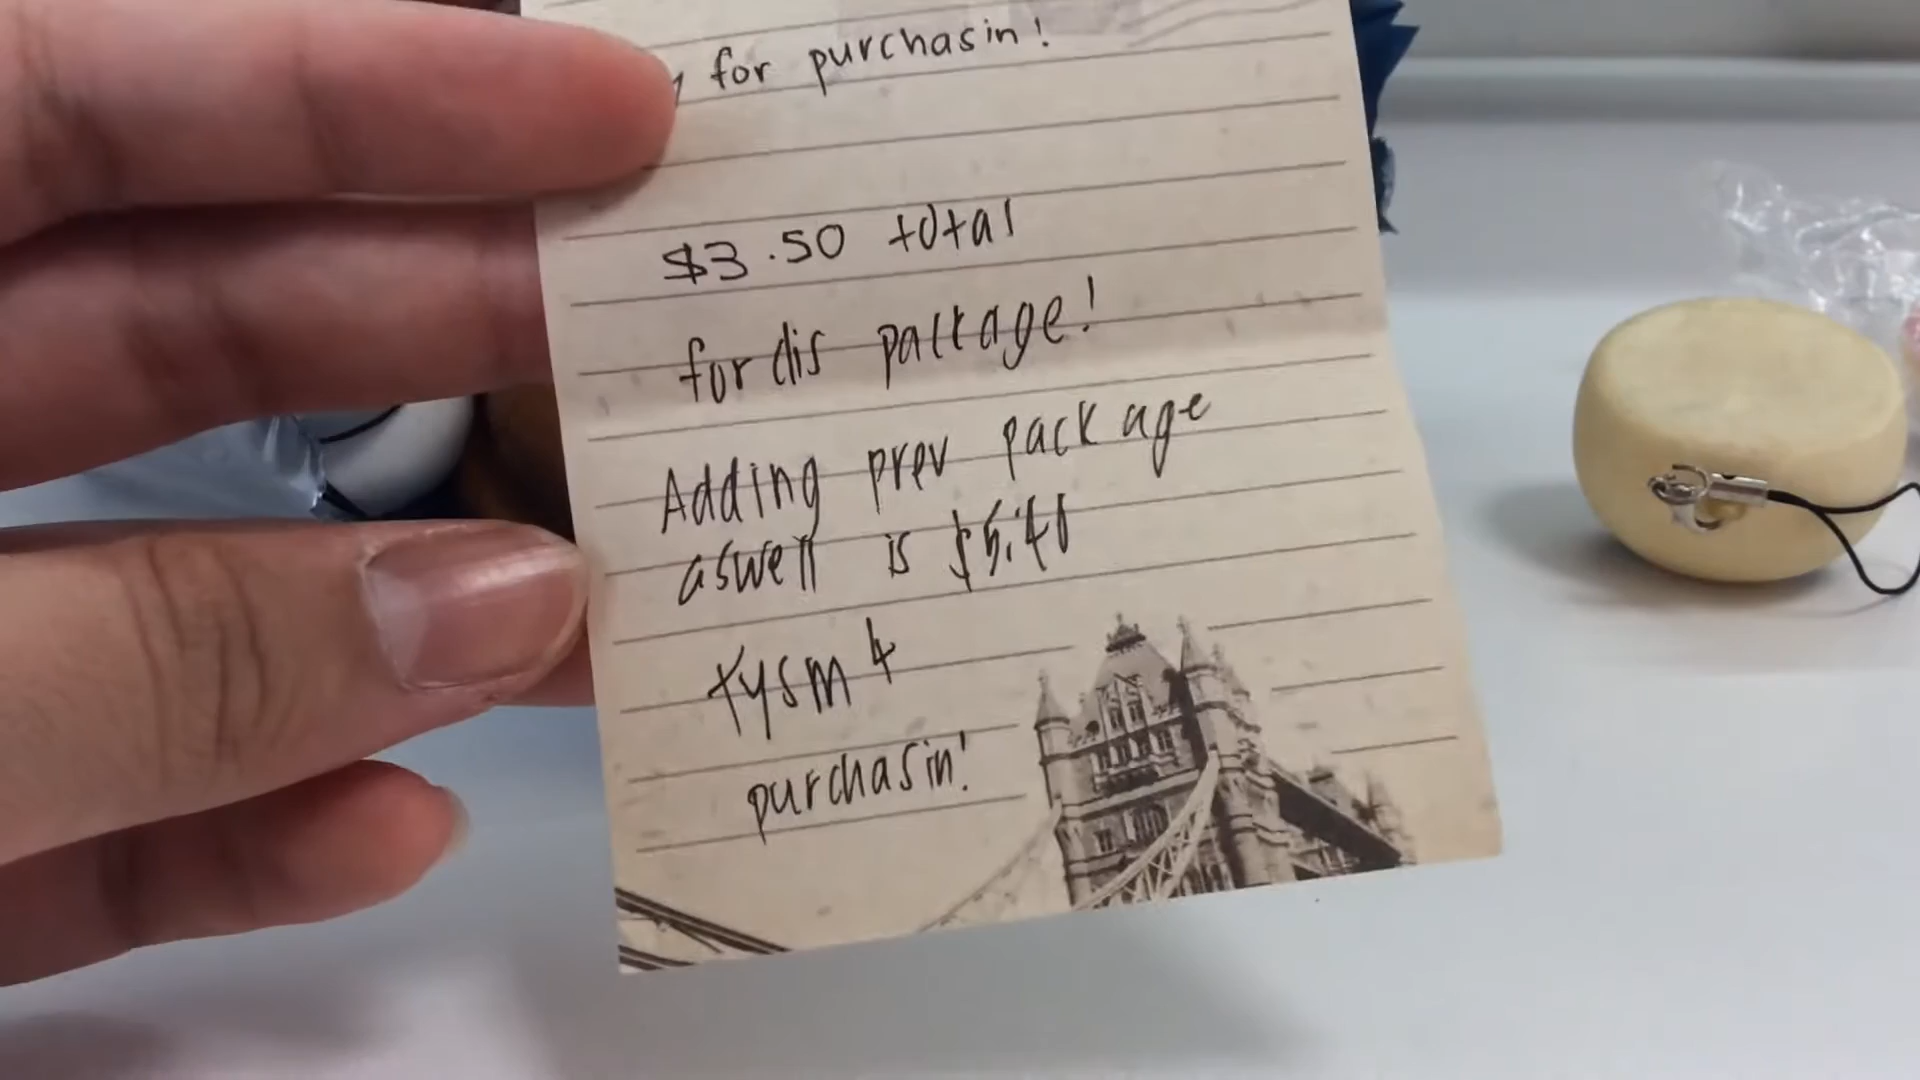 for purchasin!
$3.50 total
for dis package!
Adding prev package
aswell is $5.40
tysm 4
purchasin!